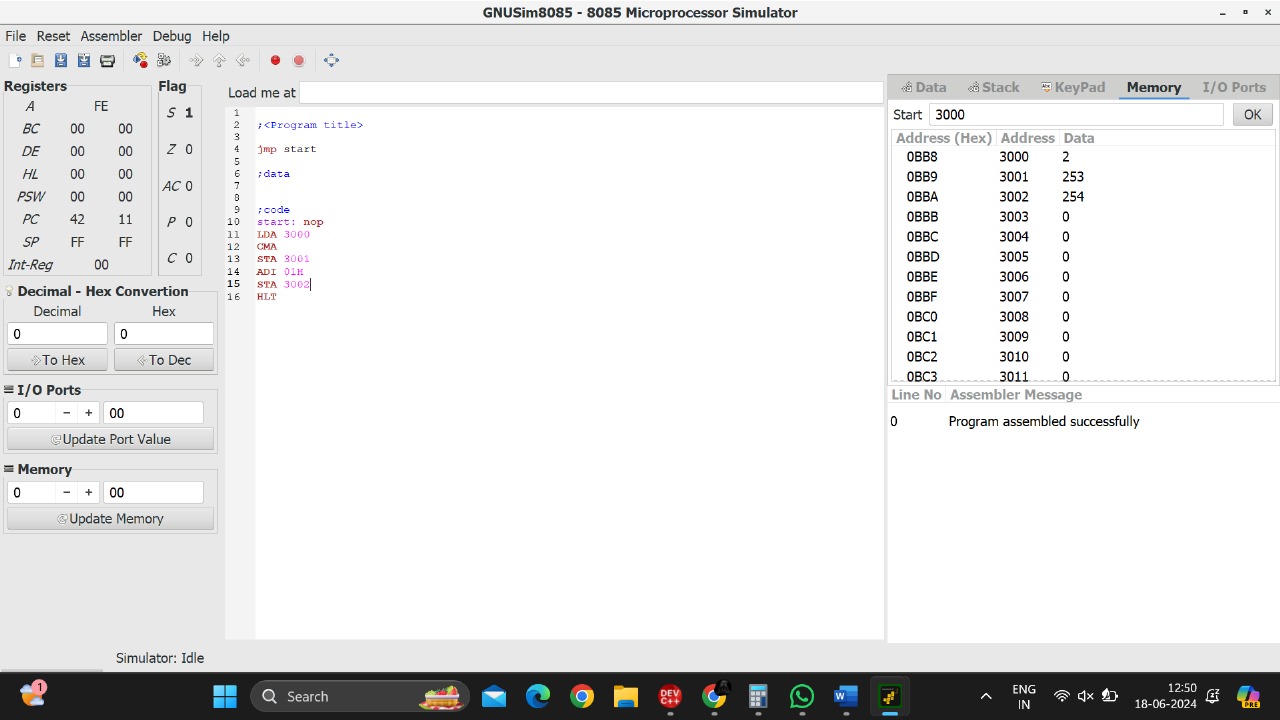 GNUSim8085 - 8085 Microprocessor Simulator
File Reset Assembler Debug Help
Registers
A FE
BC 00 00
DE 00 00
HL 00 00
PSW 00 00
PC 42 11
SP FF FF
Int-Reg 00
Flag
S 1
Z 0
AC 0
P 0
C 0
Decimal - Hex Convertion
Decimal Hex
0 0
To Hex To Dec
I/O Ports
0 − + 00
Update Port Value
Memory
0 − + 00
Update Memory
Load me at
1
2 ;<Program title>
3
4 jmp start
5
6 ;data
7
8
9 ;code
10 start: nop
11 LDA 3000
12 CMA
13 STA 3001
14 ADI 01H
15 STA 3002
16 HLT
Data Stack KeyPad Memory I/O Ports
Start 3000 OK
Address (Hex) Address Data
0BB8 3000 2
0BB9 3001 253
0BBA 3002 254
0BBB 3003 0
0BBC 3004 0
0BBD 3005 0
0BBE 3006 0
0BBF 3007 0
0BC0 3008 0
0BC1 3009 0
0BC2 3010 0
0BC3 3011 0
Line No Assembler Message
0 Program assembled successfully
Simulator: Idle
1
Search
DEV
C++
W
ENG
IN
12:50
18-06-2024
PRE